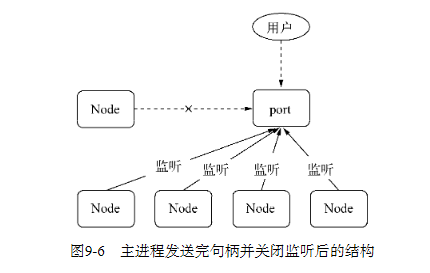 用户
Node
port
监听 监听 监听 监听
Node Node Node Node
图9-6 主进程发送完句柄并关闭监听后的结构